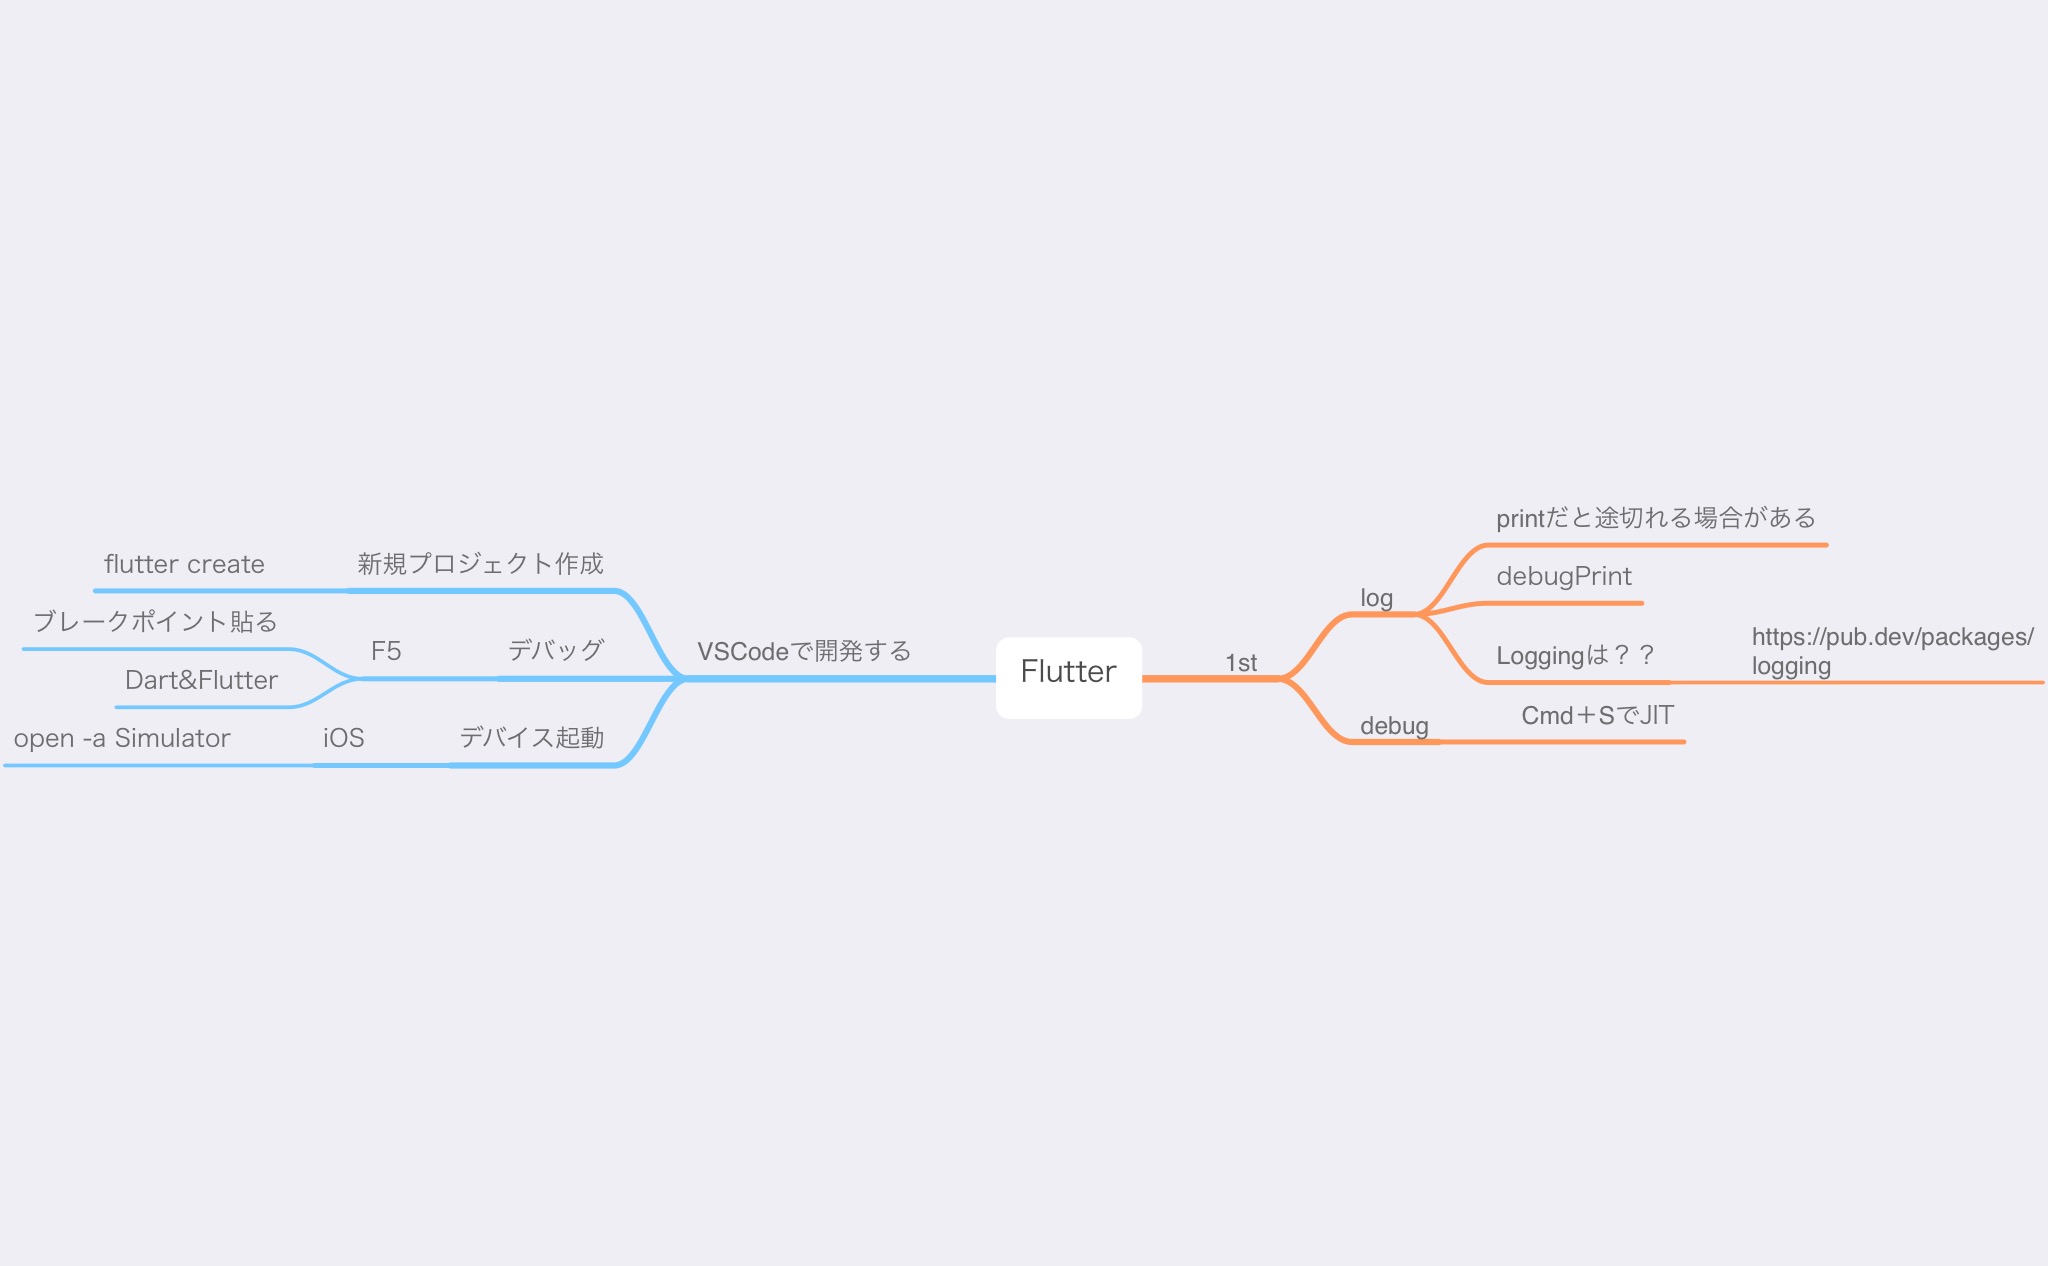 Flutter
1st
log
printだと途切れる場合がある
debugPrint
Loggingは？？
https://pub.dev/packages/
logging
debug
Cmd＋SでJIT
VSCodeで開発する
新規プロジェクト作成
flutter create
デバッグ
F5
ブレークポイント貼る
Dart&Flutter
デバイス起動
iOS
open -a Simulator